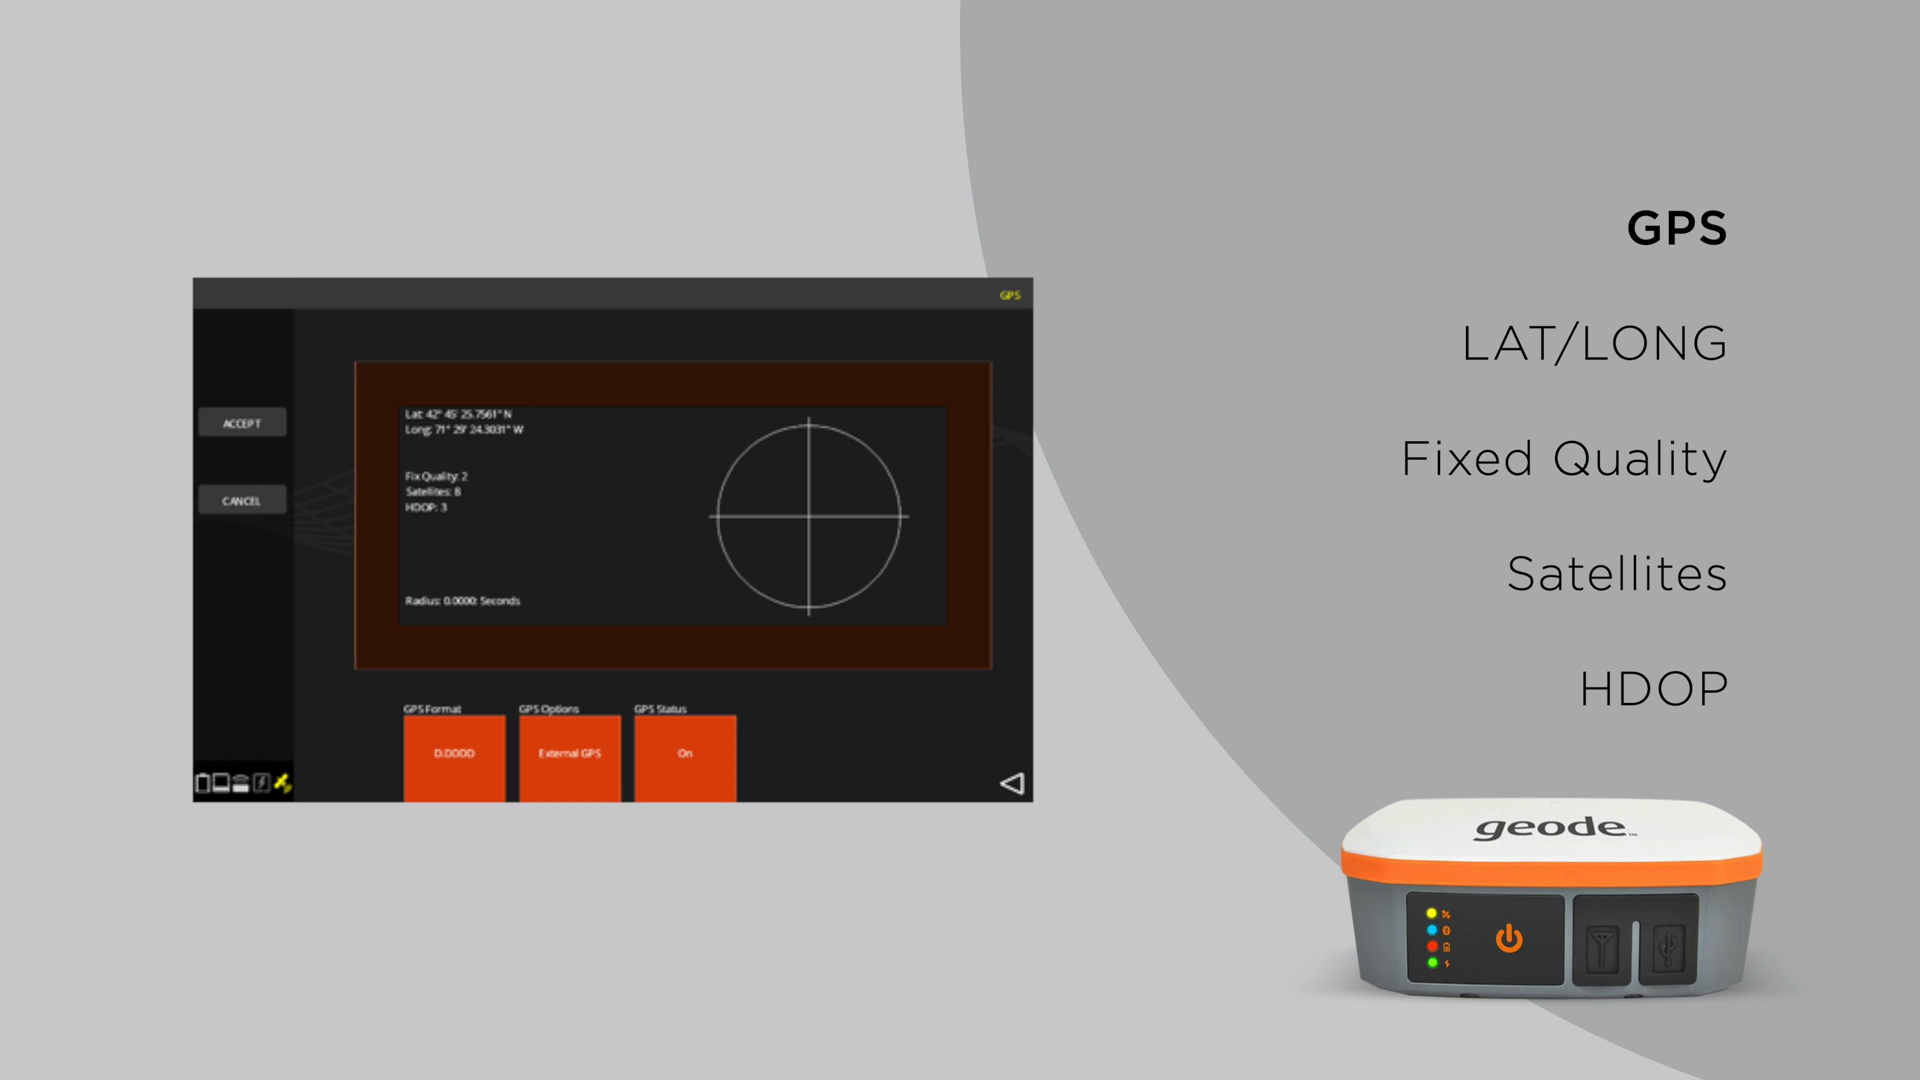 GPS
ACCEPT
CANCEL
Lat: 42° 45' 25.7561" N
Long: 71° 29' 24.3031" W
Fix Quality: 2
Satellites: 8
HDOP: 3
Radius: 0.0000: Seconds
GPS Format
GPS Options
GPS Status
D.DDDD
External GPS
On
GPS
LAT/LONG
Fixed Quality
Satellites
HDOP
geode™